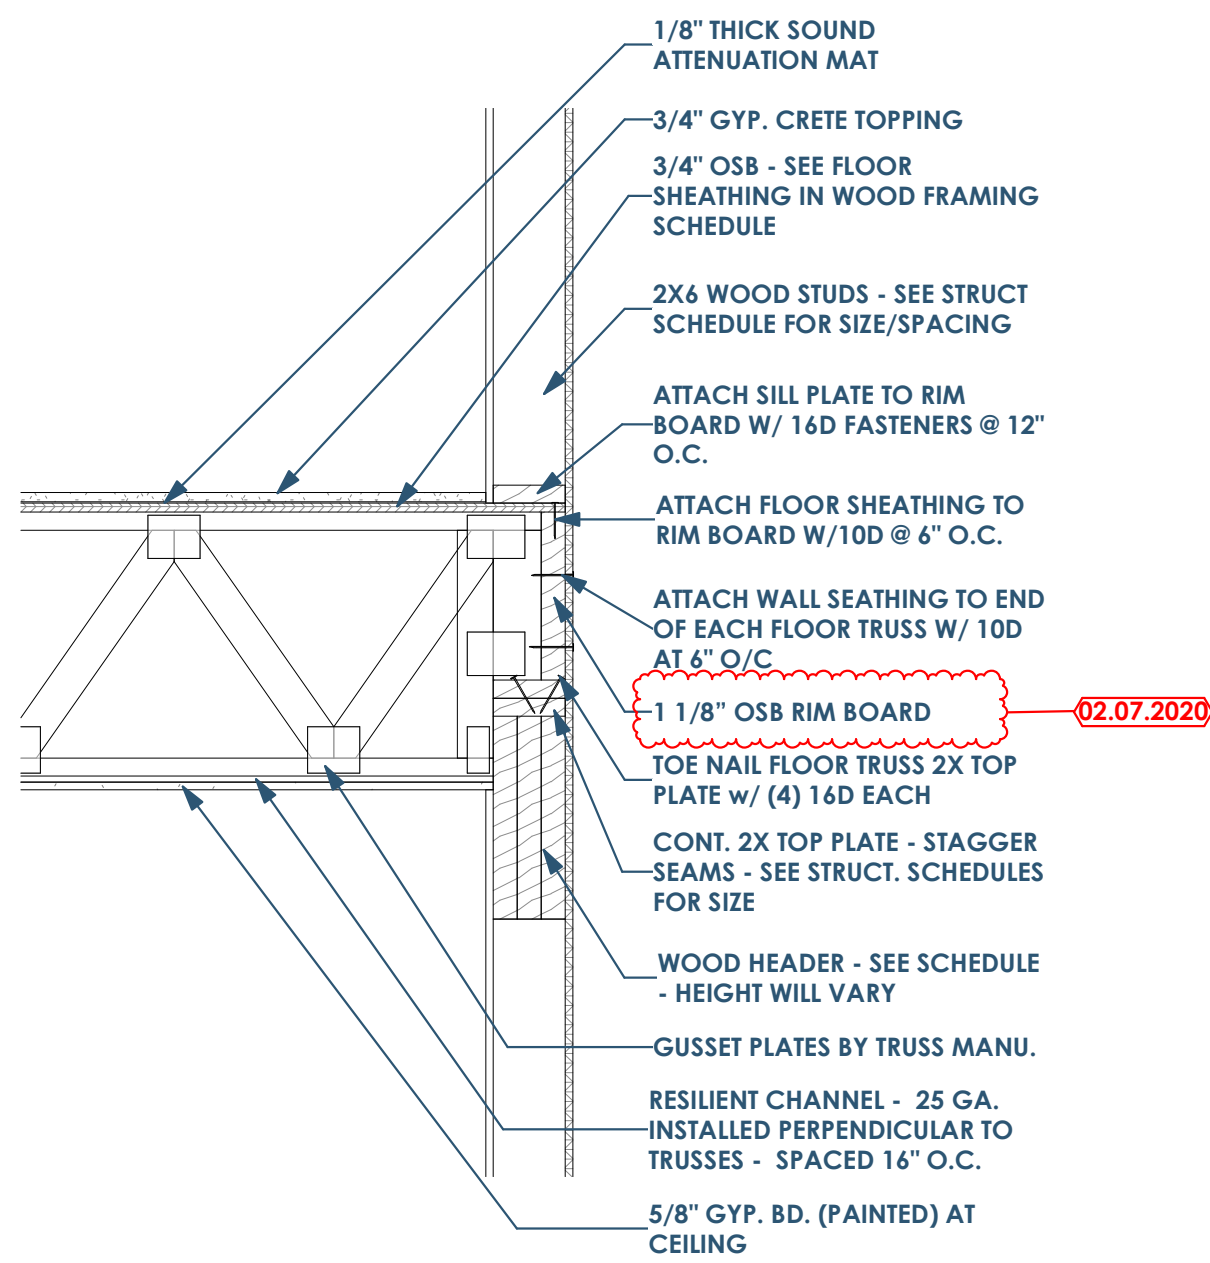 1/8" THICK SOUND
ATTENUATION MAT
3/4" GYP. CRETE TOPPING
3/4" OSB - SEE FLOOR
SHEATHING IN WOOD FRAMING
SCHEDULE
2X6 WOOD STUDS - SEE STRUCT
SCHEDULE FOR SIZE/SPACING
ATTACH SILL PLATE TO RIM
BOARD W/ 16D FASTENERS @ 12"
O.C.
ATTACH FLOOR SHEATHING TO
RIM BOARD W/10D @ 6" O.C.
ATTACH WALL SEATHING TO END
OF EACH FLOOR TRUSS W/ 10D
AT 6" O/C
1 1/8” OSB RIM BOARD
02.07.2020
TOE NAIL FLOOR TRUSS 2X TOP
PLATE w/ (4) 16D EACH
CONT. 2X TOP PLATE - STAGGER
SEAMS - SEE STRUCT. SCHEDULES
FOR SIZE
WOOD HEADER - SEE SCHEDULE
- HEIGHT WILL VARY
GUSSET PLATES BY TRUSS MANU.
RESILIENT CHANNEL -  25 GA.
INSTALLED PERPENDICULAR TO
TRUSSES -  SPACED 16" O.C.
5/8" GYP. BD. (PAINTED) AT
CEILING